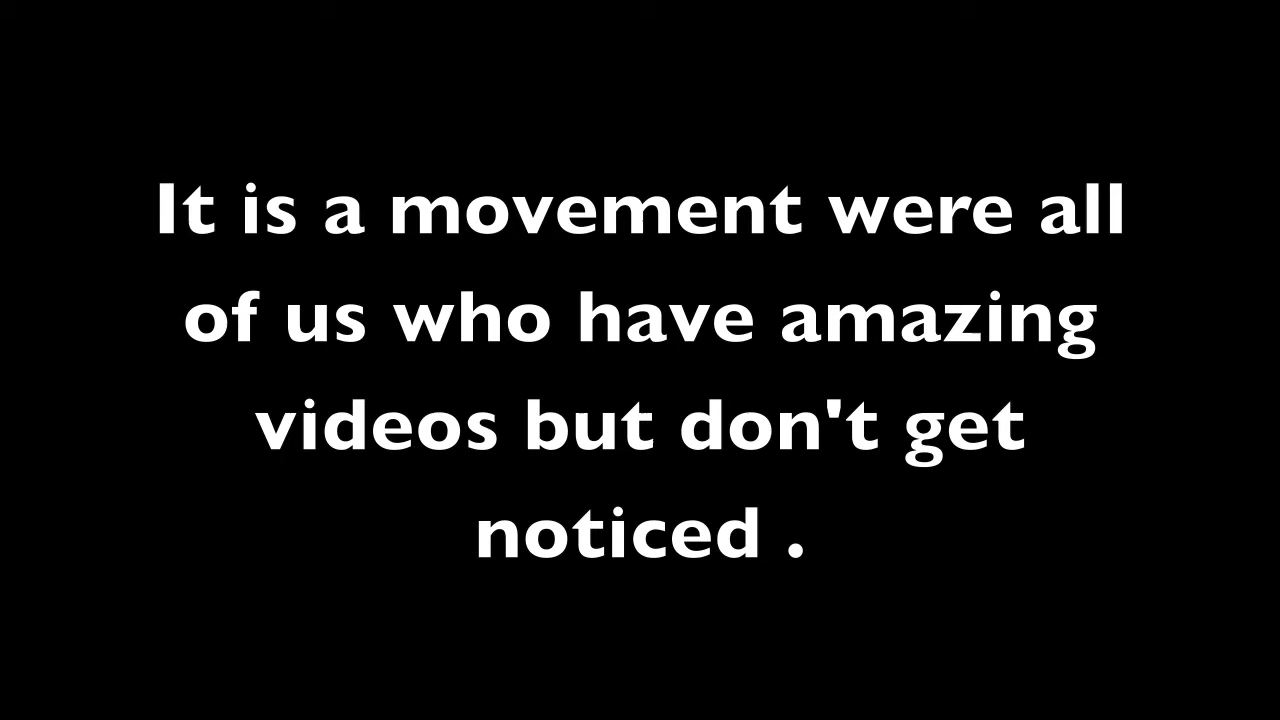 It is a movement were all
of us who have amazing
videos but don't get
noticed .